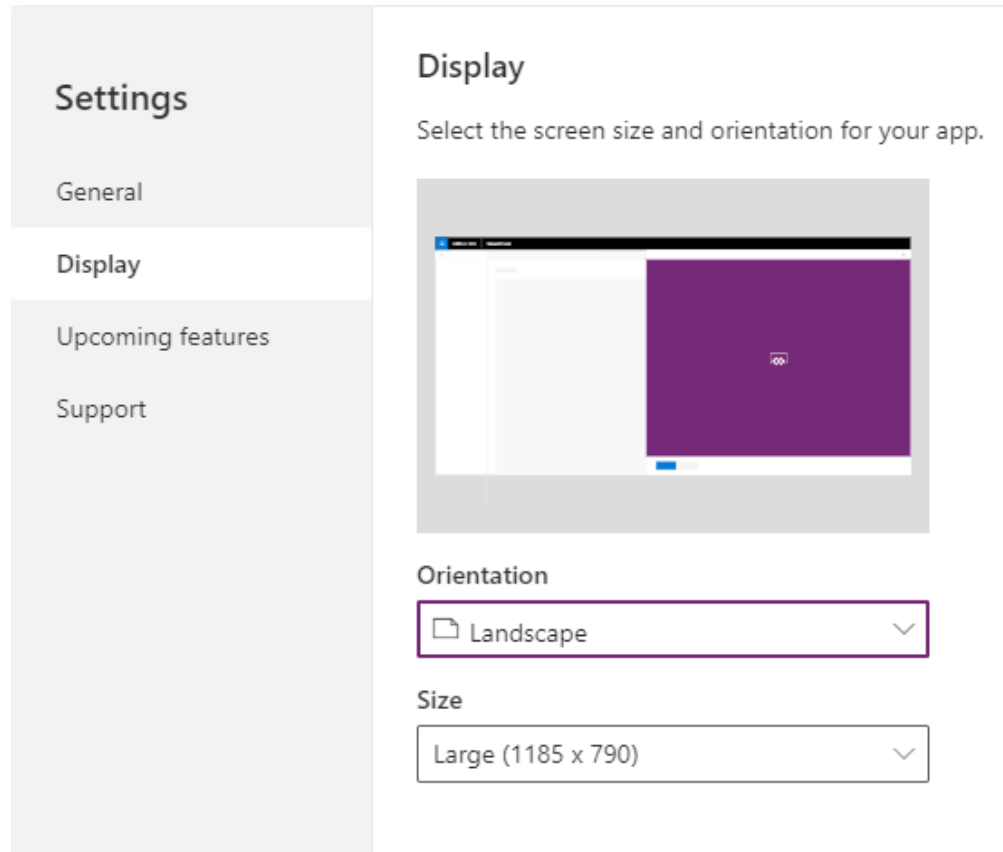 Settings
General
Display
Upcoming features
Support
Display
Select the screen size and orientation for your app.
Orientation
Landscape
Size
Large (1185 x 790)